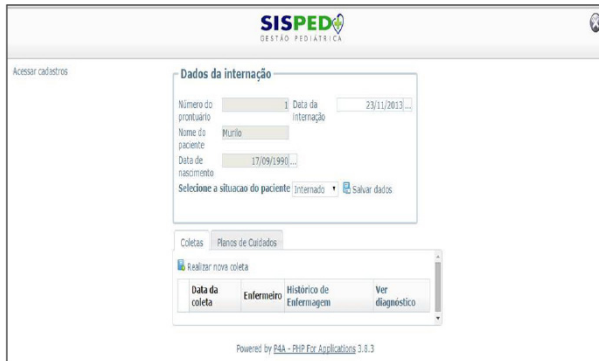 SISPED
GESTÃO PEDIÁTRICA
Acessar cadastros
Dados da internação
Número do prontuário 1 Data da internação 23/11/2013 ...
Nome do paciente Murilo
Data de nascimento 17/09/1990 ...
Selecione a situacao do paciente Internado Salvar dados
Coletas Planos de Cuidados
Realizar nova coleta
Data da coleta Enfermeiro Histórico de Enfermagem Ver diagnóstico
Powered by P4A - PHP For Applications 3.8.3